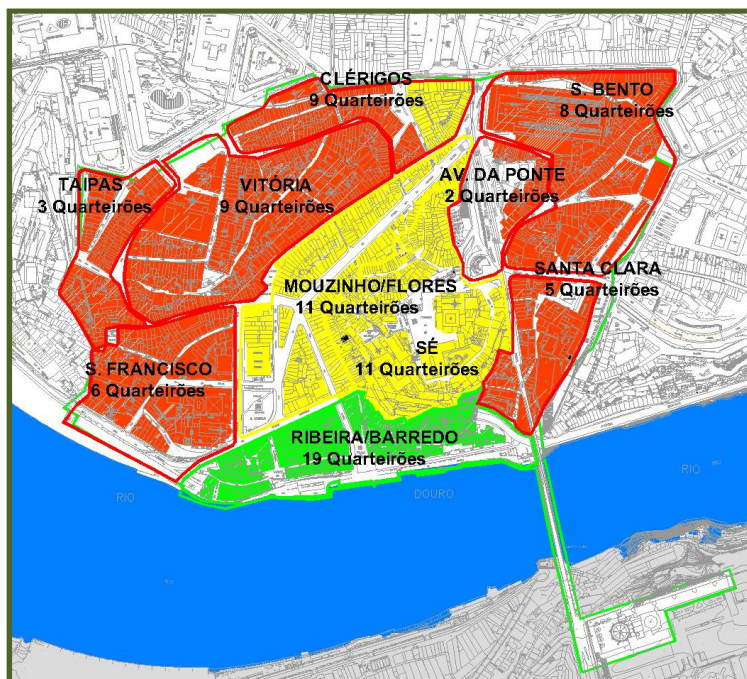 CLÉRIGOS
9 Quarteirões
S. BENTO
8 Quarteirões
TAIPAS
3 Quarteirões
VITÓRIA
9 Quarteirões
AV. DA PONTE
2 Quarteirões
SANTA CLARA
5 Quarteirões
MOUZINHO/FLORES
11 Quarteirões
SÉ
11 Quarteirões
S. FRANCISCO
6 Quarteirões
RIBEIRA/BARREDO
19 Quarteirões
RIO
DOURO
RIO